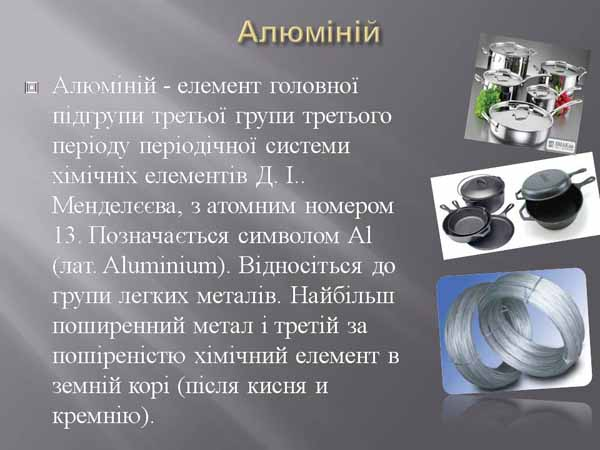 Алюміній
Алюміній - елемент головної
підгрупи третьої групи третього
періоду періодічної системи
хімічніх елементів Д. І..
Менделєєва, з атомним номером
13. Позначається символом Al
(лат. Aluminium). Відносіться до
групи легких металів. Найбільш
поширенний метал і третій за
пошіреністю хімічний елемент в
земній корі (після кисня и
кремнію).